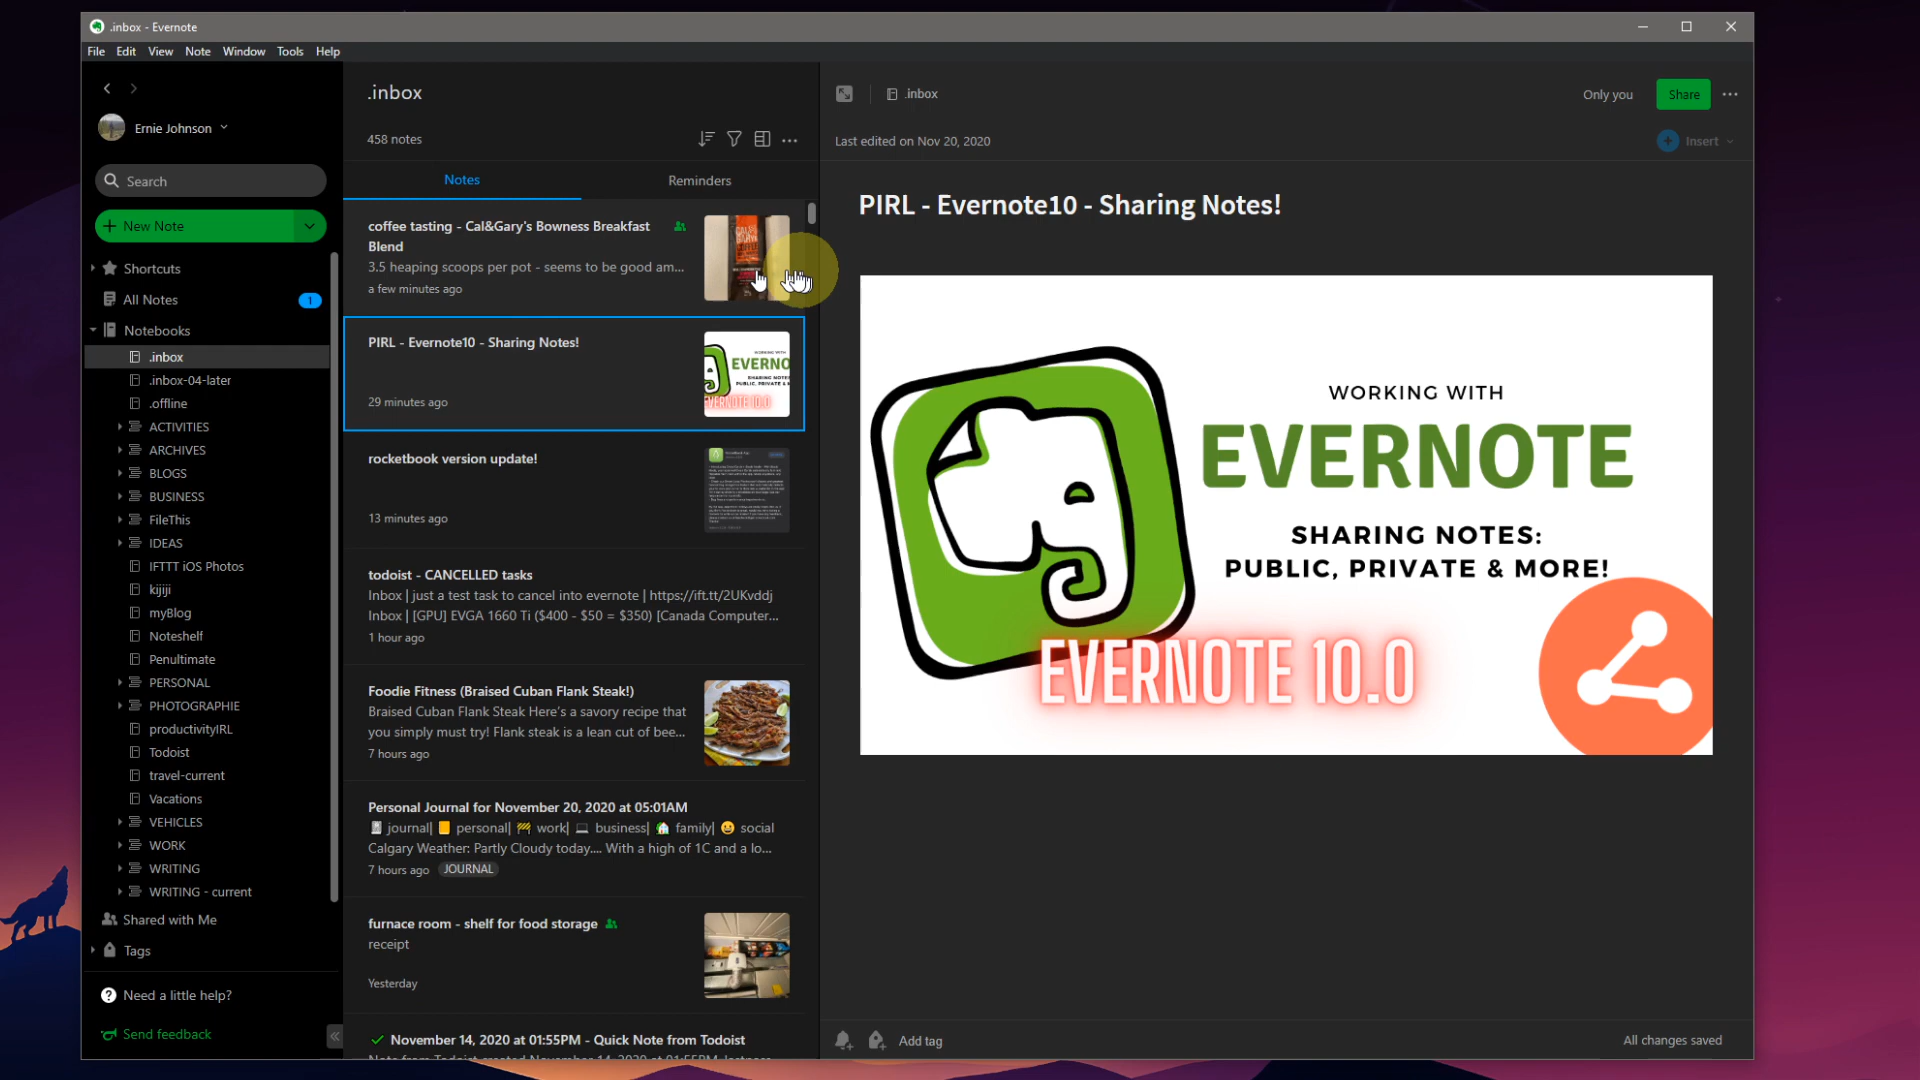 .inbox - Evernote
File Edit View Note Window Tools Help
Ernie Johnson
Search
New Note
Shortcuts
All Notes 1
Notebooks
.inbox
.inbox-04-later
.offline
ACTIVITIES
ARCHIVES
BLOGS
BUSINESS
FileThis
IDEAS
IFTTT iOS Photos
kijiji
myBlog
Noteshelf
Penultimate
PERSONAL
PHOTOGRAPHIE
productivityIRL
Todoist
travel-current
Vacations
VEHICLES
WORK
WRITING
WRITING - current
Shared with Me
Tags
Need a little help?
Send feedback
.inbox
458 notes
Notes Reminders
coffee tasting - Cal&Gary's Bowness Breakfast
Blend
3.5 heaping scoops per pot - seems to be good am...
a few minutes ago
PIRL - Evernote10 - Sharing Notes!
29 minutes ago
rocketbook version update!
13 minutes ago
todoist - CANCELLED tasks
Inbox | just a test task to cancel into evernote | https://ift.tt/2UKvddj
Inbox | [GPU] EVGA 1660 Ti ($400 - $50 = $350) [Canada Computer...
1 hour ago
Foodie Fitness (Braised Cuban Flank Steak!)
Braised Cuban Flank Steak Here's a savory recipe that
you simply must try! Flank steak is a lean cut of bee...
7 hours ago
Personal Journal for November 20, 2020 at 05:01AM
journal| personal| work| business| family| social
Calgary Weather: Partly Cloudy today.... With a high of 1C and a lo...
7 hours ago JOURNAL
furnace room - shelf for food storage
receipt
Yesterday
November 14, 2020 at 01:55PM - Quick Note from Todoist
.inbox
Only you Share
Last edited on Nov 20, 2020
Insert
PIRL - Evernote10 - Sharing Notes!
WORKING WITH
EVERNOTE
SHARING NOTES:
PUBLIC, PRIVATE & MORE!
EVERNOTE 10.0
Add tag
All changes saved